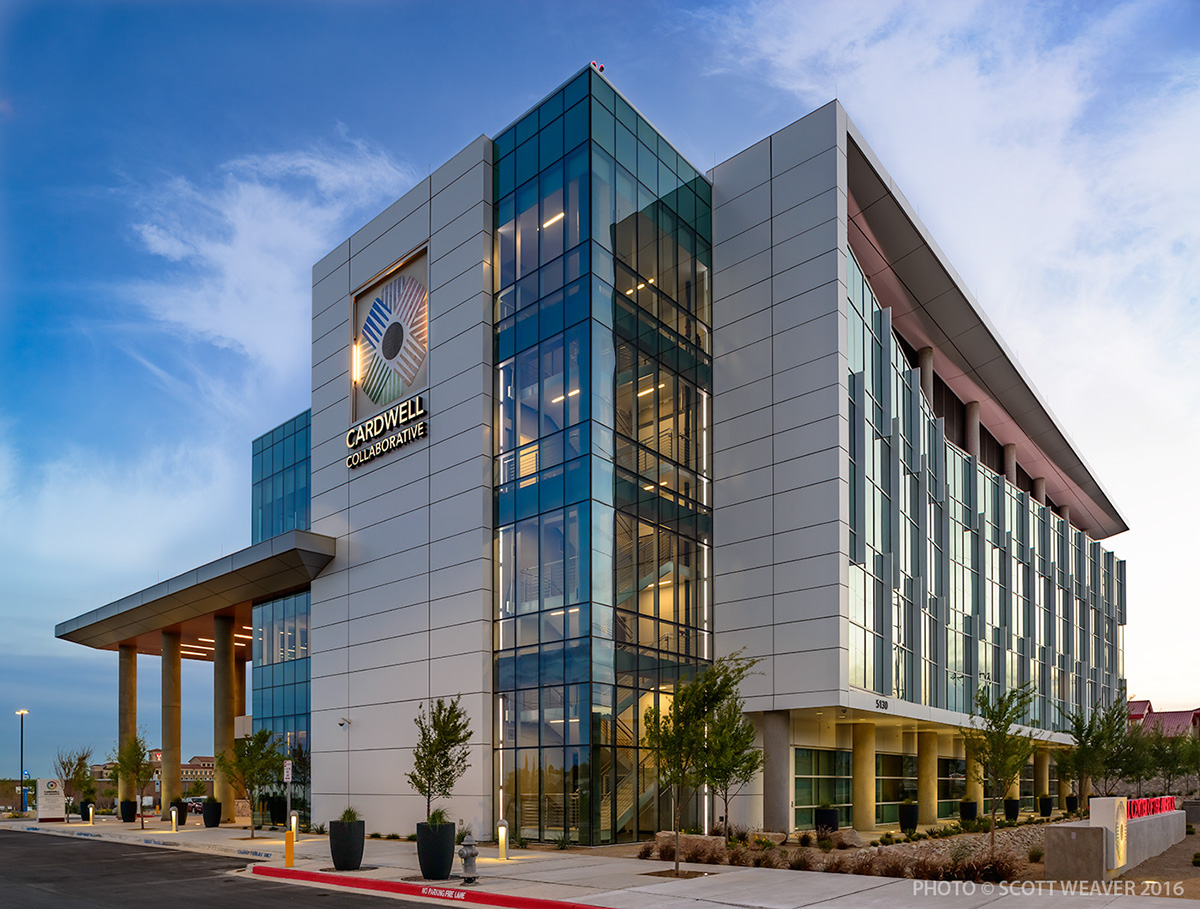 CARDWELL
COLLABORATIVE
5130
NO PARKING FIRE LANE
PHOTO © SCOTT WEAVER 2016